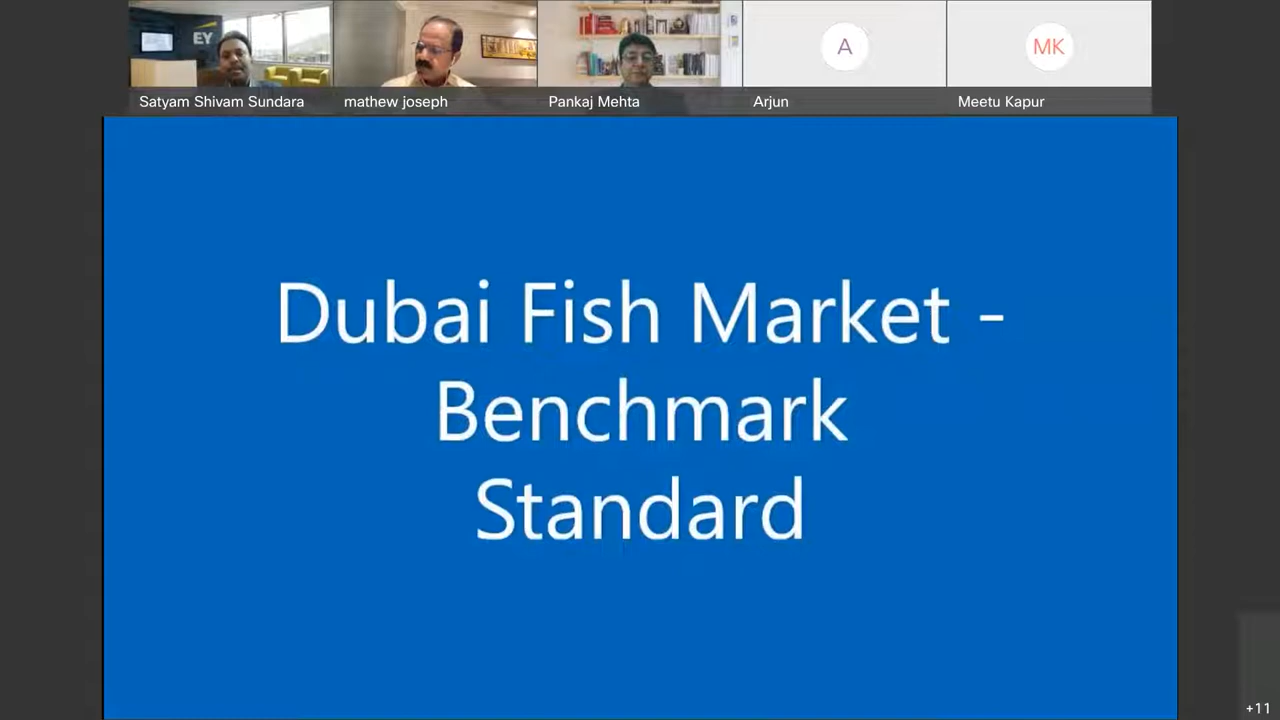 EY
Satyam Shivam Sundara
mathew joseph
Pankaj Mehta
A
Arjun
MK
Meetu Kapur
Dubai Fish Market -
Benchmark
Standard
+11